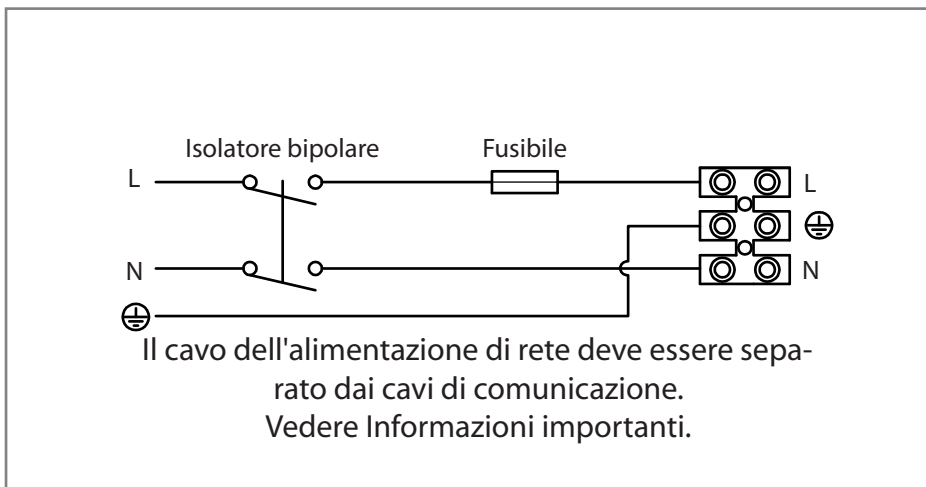 Isolatore bipolare Fusibile
L L
N N
Il cavo dell'alimentazione di rete deve essere sepa-
rato dai cavi di comunicazione.
Vedere Informazioni importanti.